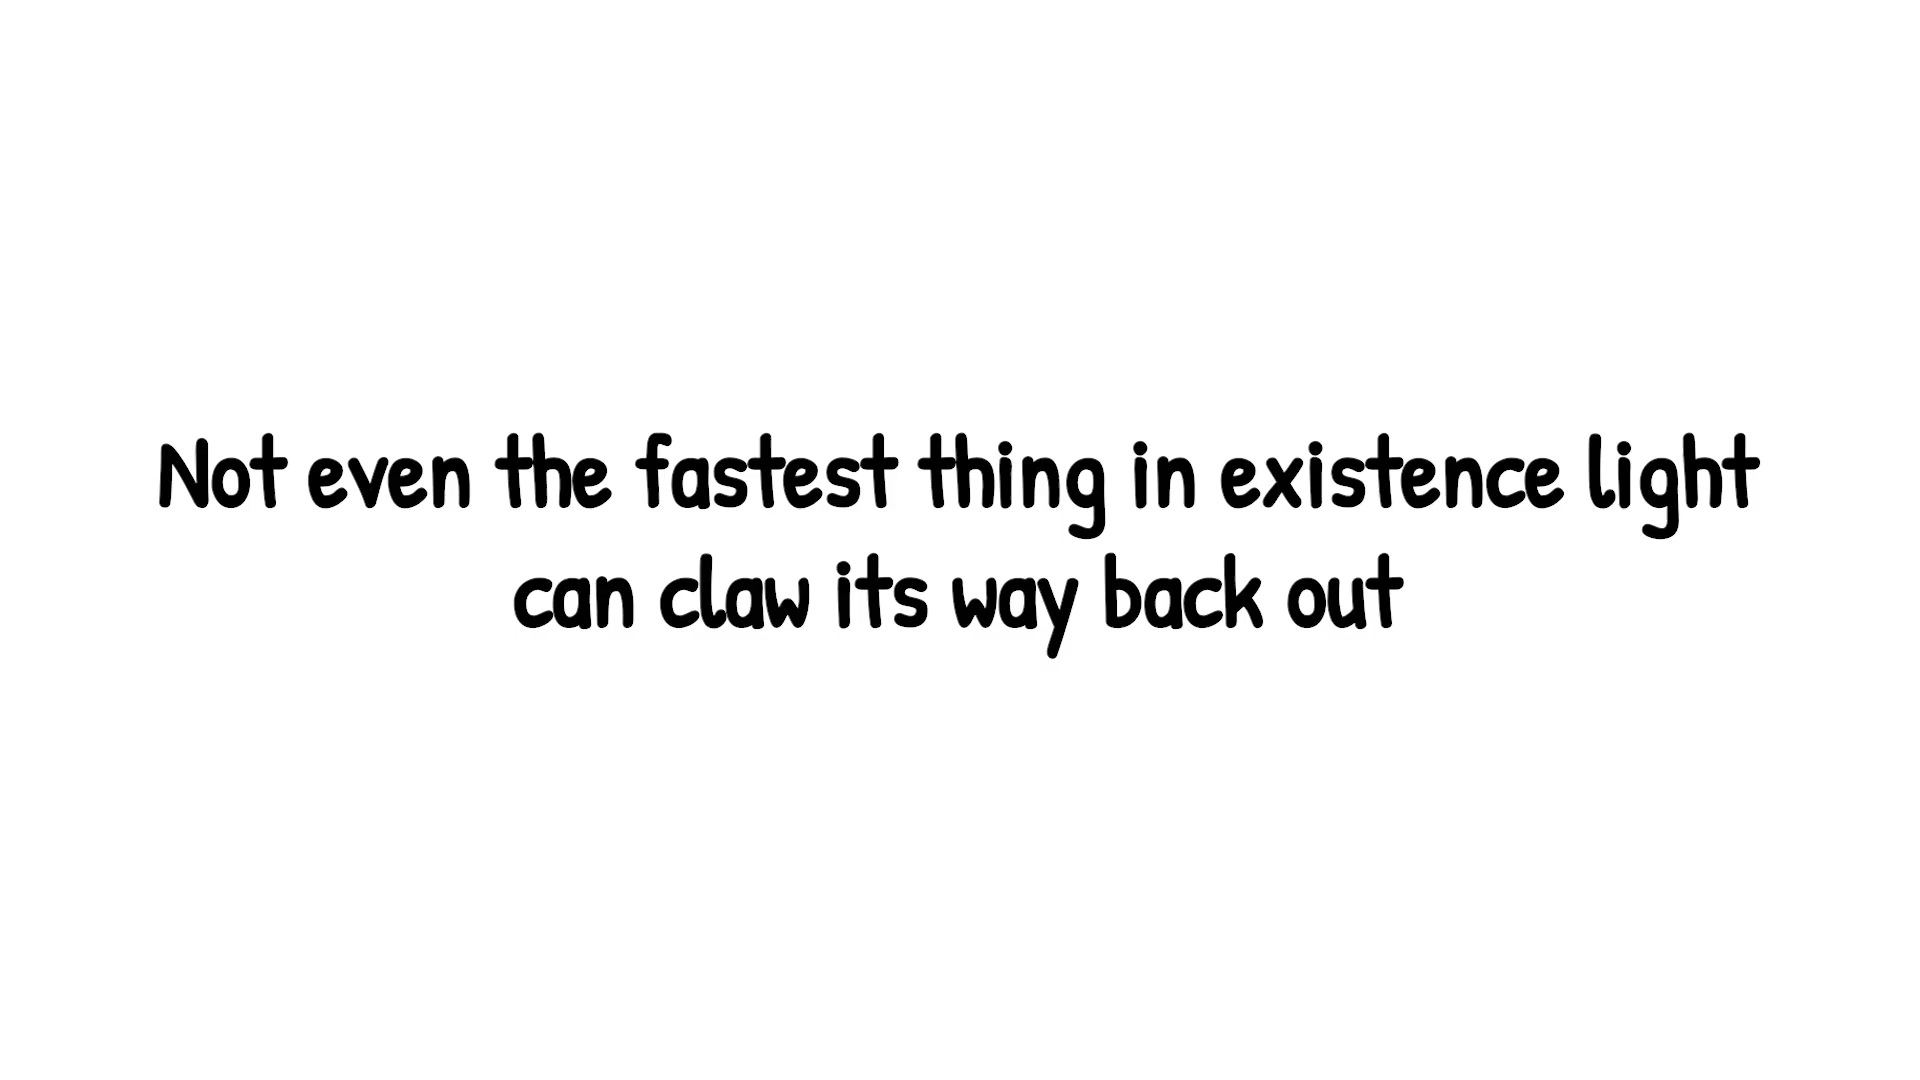 Not even the fastest thing in existence light
can claw its way back out